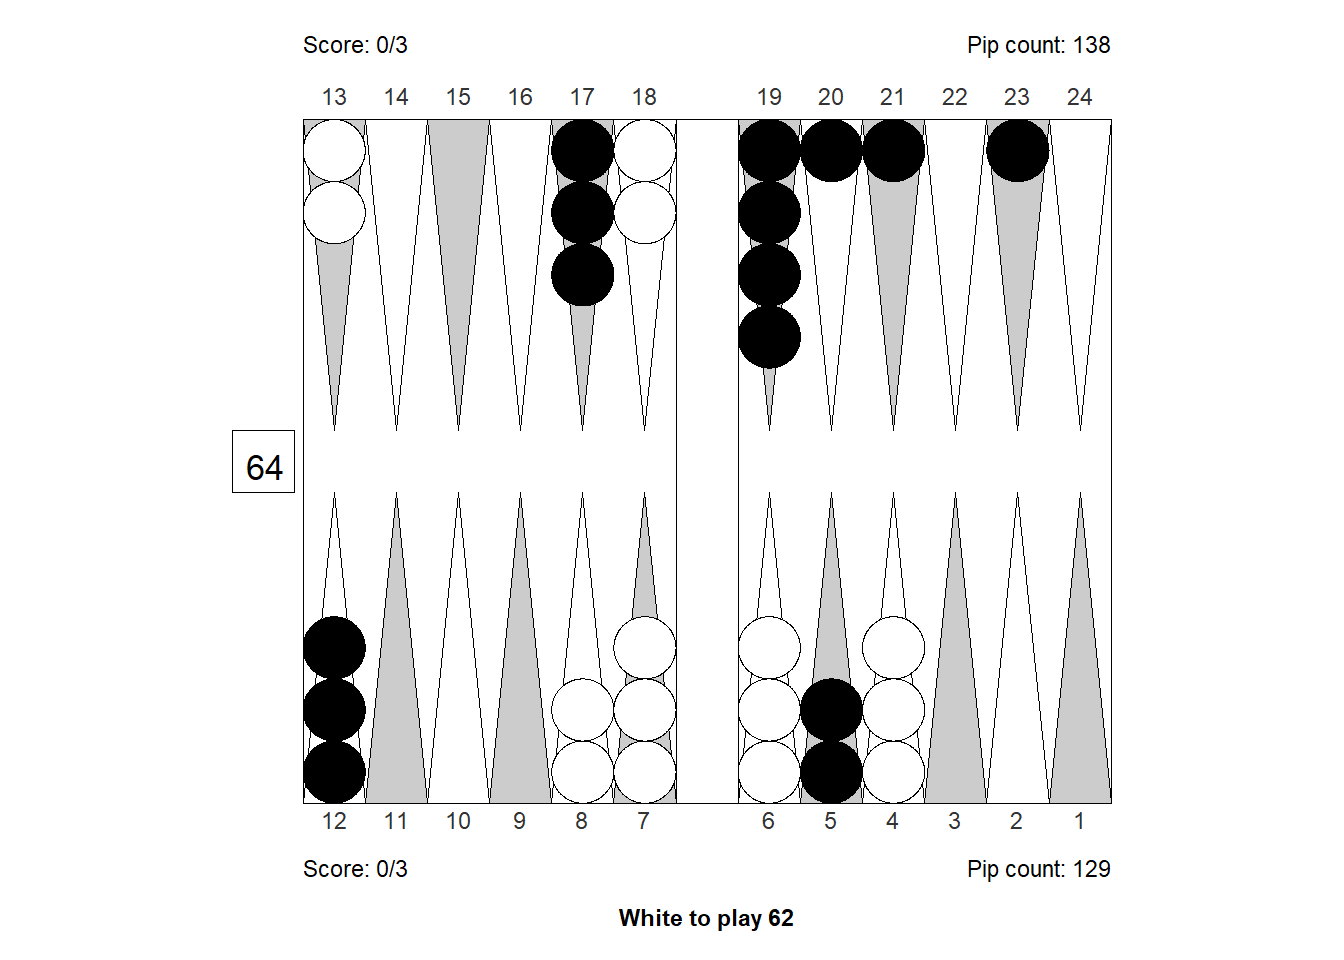 Score: 0/3 Pip count: 138
13 14 15 16 17 18 19 20 21 22 23 24
64
12 11 10 9 8 7 6 5 4 3 2 1
Score: 0/3 Pip count: 129
White to play 62